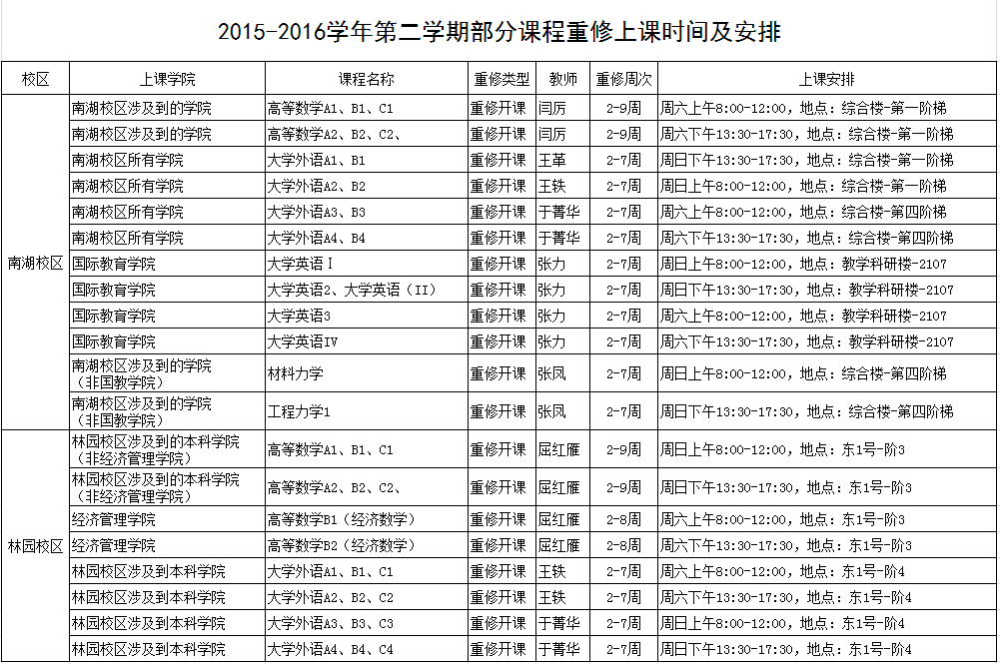 2015-2016学年第二学期部分课程重修上课时间及安排
校区 上课学院 课程名称 重修类型 教师 重修周次 上课安排
南湖校区涉及到的学院 高等数学A1、B1、C1 重修开课 闫厉 2-9周 周六上午8:00-12:00，地点：综合楼-第一阶梯
南湖校区涉及到的学院 高等数学A2、B2、C2、 重修开课 闫厉 2-9周 周六下午13:30-17:30，地点：综合楼-第一阶梯
南湖校区所有学院 大学外语A1、B1 重修开课 王革 2-7周 周日下午13:30-17:30，地点：综合楼-第一阶梯
南湖校区所有学院 大学外语A2、B2 重修开课 王轶 2-7周 周日上午8:00-12:00，地点：综合楼-第一阶梯
南湖校区所有学院 大学外语A3、B3 重修开课 于菁华 2-7周 周六上午8:00-12:00，地点：综合楼-第四阶梯
南湖校区所有学院 大学外语A4、B4 重修开课 于菁华 2-7周 周六下午13:30-17:30，地点：综合楼-第四阶梯
南湖校区 国际教育学院 大学英语Ⅰ 重修开课 张力 2-7周 周日上午8:00-12:00，地点：教学科研楼-2107
国际教育学院 大学英语2、大学英语（II） 重修开课 张力 2-7周 周日下午13:30-17:30，地点：教学科研楼-2107
国际教育学院 大学英语3 重修开课 张力 2-7周 周六上午8:00-12:00，地点：教学科研楼-2107
国际教育学院 大学英语IV 重修开课 张力 2-7周 周六下午13:30-17:30，地点：教学科研楼-2107
南湖校区涉及到的学院
（非国教学院） 材料力学 重修开课 张凤 2-7周 周日上午8:00-12:00，地点：综合楼-第四阶梯
南湖校区涉及到的学院
（非国教学院） 工程力学1 重修开课 张凤 2-7周 周日下午13:30-17:30，地点：综合楼-第四阶梯
林园校区涉及到的本科学院
（非经济管理学院） 高等数学A1、B1、C1 重修开课 屈红雁 2-9周 周日上午8:00-12:00，地点：东1号-阶3
林园校区涉及到的本科学院
（非经济管理学院） 高等数学A2、B2、C2、 重修开课 屈红雁 2-9周 周日下午13:30-17:30，地点：东1号-阶3
经济管理学院 高等数学B1（经济数学） 重修开课 屈红雁 2-8周 周六上午8:00-12:00，地点：东1号-阶3
林园校区 经济管理学院 高等数学B2（经济数学） 重修开课 屈红雁 2-8周 周六下午13:30-17:30，地点：东1号-阶3
林园校区涉及到本科学院 大学外语A1、B1、C1 重修开课 王轶 2-7周 周六上午8:00-12:00，地点：东1号-阶4
林园校区涉及到本科学院 大学外语A2、B2、C2 重修开课 王轶 2-7周 周六下午13:30-17:30，地点：东1号-阶4
林园校区涉及到本科学院 大学外语A3、B3、C3 重修开课 于菁华 2-7周 周日上午8:00-12:00，地点：东1号-阶4
林园校区涉及到本科学院 大学外语A4、B4、C4 重修开课 于菁华 2-7周 周日下午13:30-17:30，地点：东1号-阶4